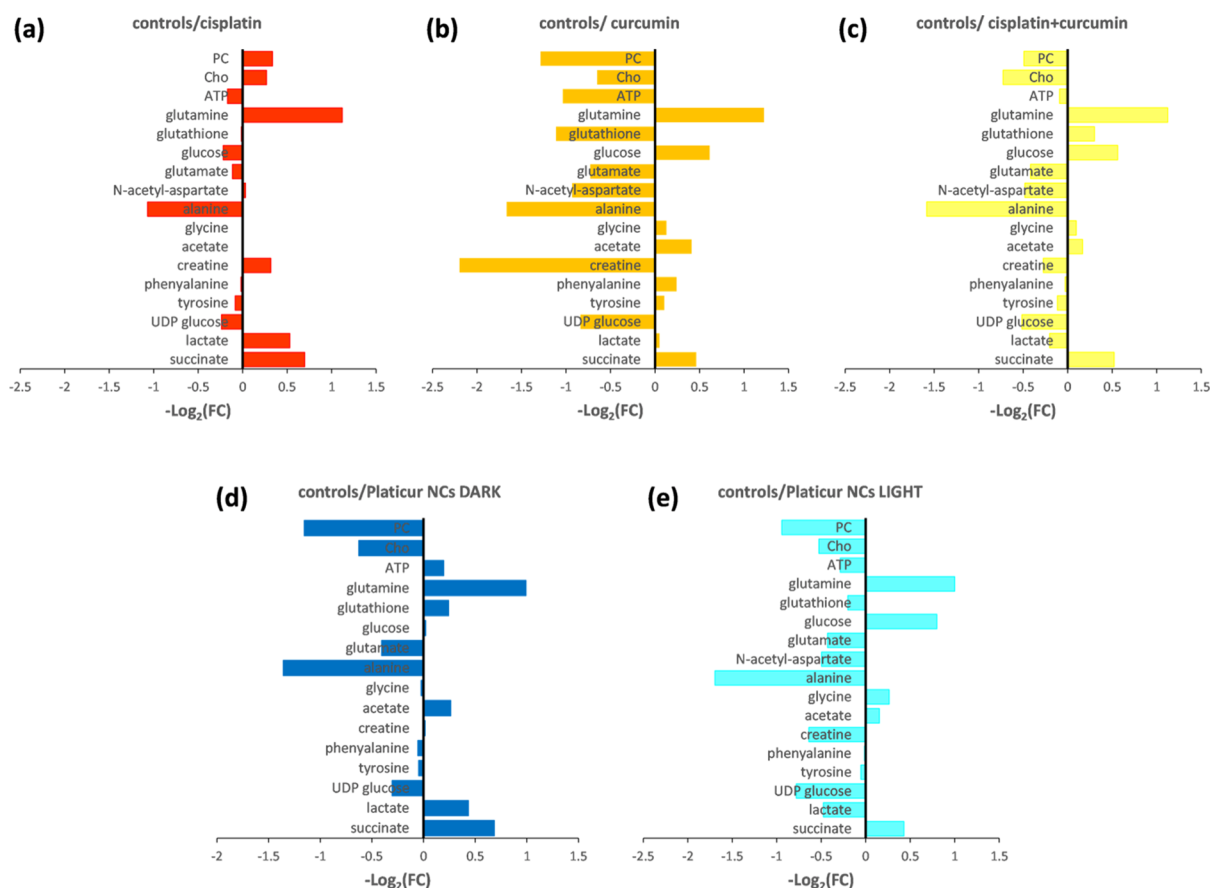 (a)
controls/cisplatin
PC
Cho
ATP
glutamine
glutathione
glucose
glutamate
N-acetyl-aspartate
alanine
glycine
acetate
creatine
phenyalanine
tyrosine
UDP glucose
lactate
succinate
-2.5 -2 -1.5 -1 -0.5 0 0.5 1 1.5
-Log2(FC)
(b)
controls/ curcumin
PC
Cho
ATP
glutamine
glutathione
glucose
glutamate
N-acetyl-aspartate
alanine
glycine
acetate
creatine
phenyalanine
tyrosine
UDP glucose
lactate
succinate
-2.5 -2 -1.5 -1 -0.5 0 0.5 1 1.5
-Log2(FC)
(c)
controls/ cisplatin+curcumin
PC
Cho
ATP
glutamine
glutathione
glucose
glutamate
N-acetyl-aspartate
alanine
glycine
acetate
creatine
phenyalanine
tyrosine
UDP glucose
lactate
succinate
-2.5 -2 -1.5 -1 -0.5 0 0.5 1 1.5
-Log2(FC)
(d)
controls/Platicur NCs DARK
PC
Cho
ATP
glutamine
glutathione
glucose
glutamate
alanine
glycine
acetate
creatine
phenyalanine
tyrosine
UDP glucose
lactate
succinate
-2 -1.5 -1 -0.5 0 0.5 1 1.5
-Log2(FC)
(e)
controls/Platicur NCs LIGHT
PC
Cho
ATP
glutamine
glutathione
glucose
glutamate
N-acetyl-aspartate
alanine
glycine
acetate
creatine
phenyalanine
tyrosine
UDP glucose
lactate
succinate
-2.5 -2 -1.5 -1 -0.5 0 0.5 1 1.5
-Log2(FC)